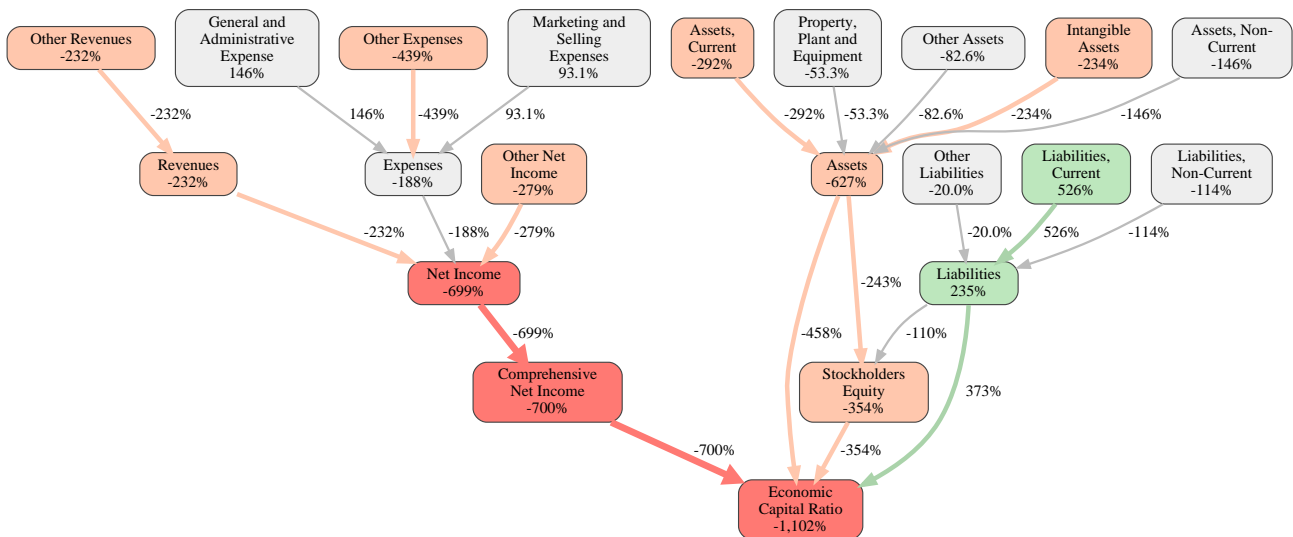 Other Revenues
-232%
General and
Administrative
Expense
146%
Other Expenses
-439%
Marketing and
Selling
Expenses
93.1%
Assets,
Current
-292%
Property,
Plant and
Equipment
-53.3%
Other Assets
-82.6%
Intangible
Assets
-234%
Assets, Non-
Current
-146%
-232%
146%
-439%
93.1%
-292%
-53.3%
-82.6%
-234%
-146%
Revenues
-232%
Expenses
-188%
Other Net
Income
-279%
Assets
-627%
Other
Liabilities
-20.0%
Liabilities,
Current
526%
Liabilities,
Non-Current
-114%
-232%
-188%
-279%
-20.0%
526%
-114%
Net Income
-699%
Liabilities
235%
-243%
-699%
-458%
-110%
Comprehensive
Net Income
-700%
Stockholders
Equity
-354%
373%
-700%
-354%
Economic
Capital Ratio
-1,102%